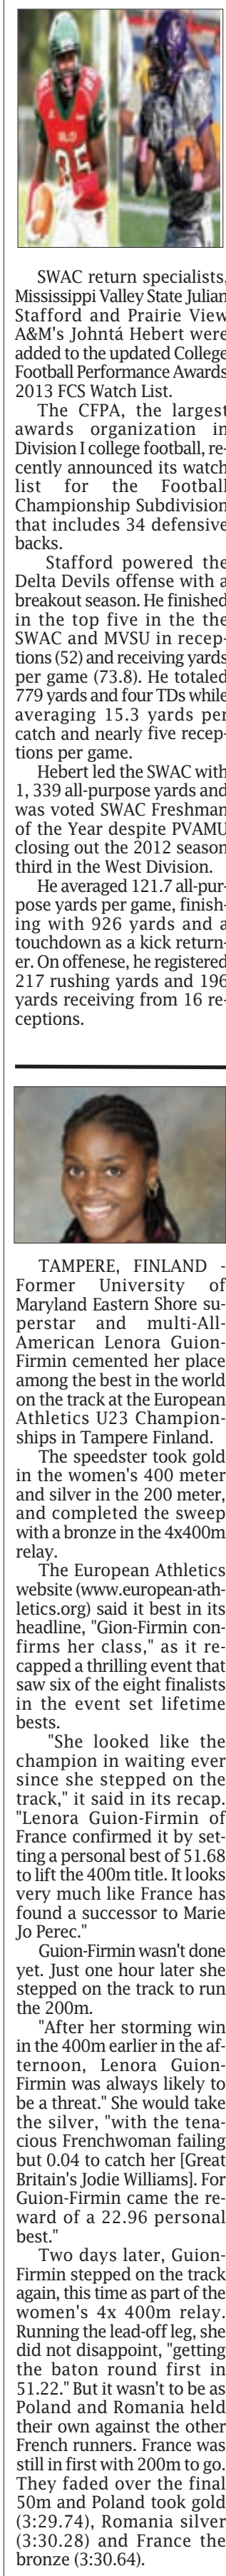 SWAC return specialists,
Mississippi Valley State Julian
Stafford and Prairie View
A&M's Johntá Hebert were
added to the updated College
Football Performance Awards
2013 FCS Watch List.
The CFPA, the largest
awards organization in
Division I college football, re-
cently announced its watch
list for the Football
Championship Subdivision
that includes 34 defensive
backs.
Stafford powered the
Delta Devils offense with a
breakout season. He finished
in the top five in the the
SWAC and MVSU in recep-
tions (52) and receiving yards
per game (73.8). He totaled
779 yards and four TDs while
averaging 15.3 yards per
catch and nearly five recep-
tions per game.
Hebert led the SWAC with
1, 339 all-purpose yards and
was voted SWAC Freshman
of the Year despite PVAMU
closing out the 2012 season
third in the West Division.
He averaged 121.7 all-pur-
pose yards per game, finish-
ing with 926 yards and a
touchdown as a kick return-
er. On offenese, he registered
217 rushing yards and 196
yards receiving from 16 re-
ceptions.
TAMPERE, FINLAND -
Former University of
Maryland Eastern Shore su-
perstar and multi-All-
American Lenora Guion-
Firmin cemented her place
among the best in the world
on the track at the European
Athletics U23 Champion-
ships in Tampere Finland.
The speedster took gold
in the women's 400 meter
and silver in the 200 meter,
and completed the sweep
with a bronze in the 4x400m
relay.
The European Athletics
website (www.european-ath-
letics.org) said it best in its
headline, "Gion-Firmin con-
firms her class," as it re-
capped a thrilling event that
saw six of the eight finalists
in the event set lifetime
bests.
"She looked like the
champion in waiting ever
since she stepped on the
track," it said in its recap.
"Lenora Guion-Firmin of
France confirmed it by set-
ting a personal best of 51.68
to lift the 400m title. It looks
very much like France has
found a successor to Marie
Jo Perec."
Guion-Firmin wasn't done
yet. Just one hour later she
stepped on the track to run
the 200m.
"After her storming win
in the 400m earlier in the af-
ternoon, Lenora Guion-
Firmin was always likely to
be a threat." She would take
the silver, "with the tena-
cious Frenchwoman failing
but 0.04 to catch her [Great
Britain's Jodie Williams]. For
Guion-Firmin came the re-
ward of a 22.96 personal
best."
Two days later, Guion-
Firmin stepped on the track
again, this time as part of the
women's 4x 400m relay.
Running the lead-off leg, she
did not disappoint, "getting
the baton round first in
51.22." But it wasn't to be as
Poland and Romania held
their own against the other
French runners. France was
still in first with 200m to go.
They faded over the final
50m and Poland took gold
(3:29.74), Romania silver
(3:30.28) and France the
bronze (3:30.64).